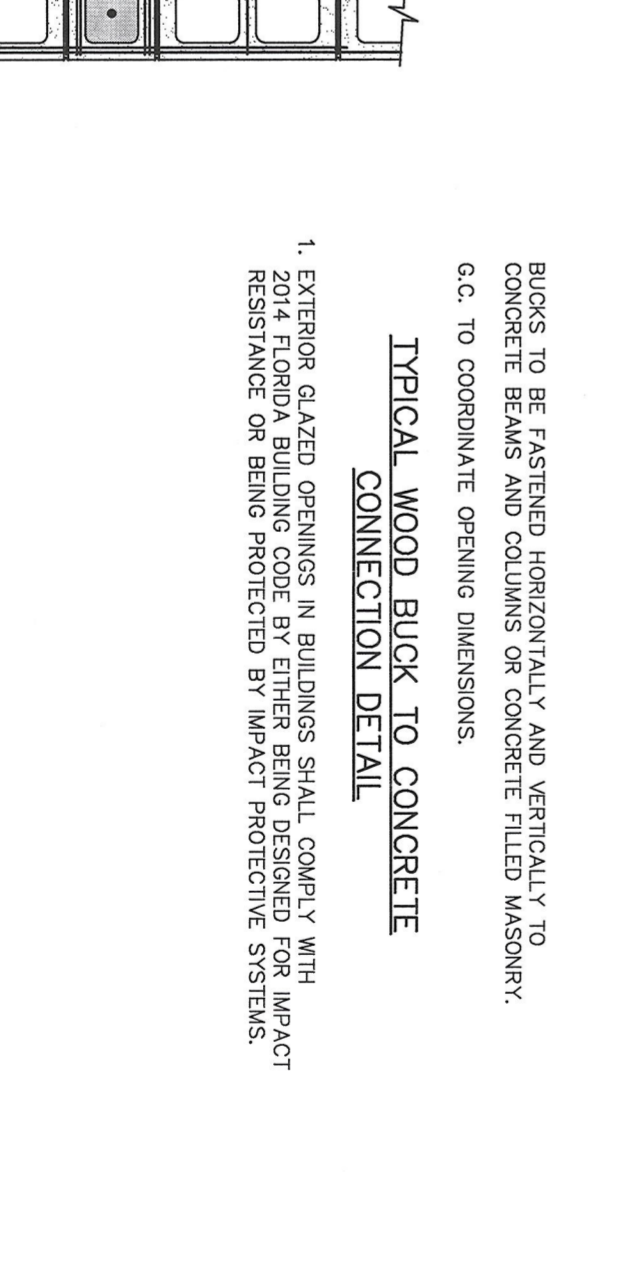 BUCKS TO BE FASTENED HORIZONTALLY AND VERTICALLY TO
CONCRETE BEAMS AND COLUMNS OR CONCRETE FILLED MASONRY.
G.C. TO COORDINATE OPENING DIMENSIONS.
TYPICAL WOOD BUCK TO CONCRETE
CONNECTION DETAIL
1. EXTERIOR GLAZED OPENINGS IN BUILDINGS SHALL COMPLY WITH
2014 FLORIDA BUILDING CODE BY EITHER BEING DESIGNED FOR IMPACT
RESISTANCE OR BEING PROTECTED BY IMPACT PROTECTIVE SYSTEMS.